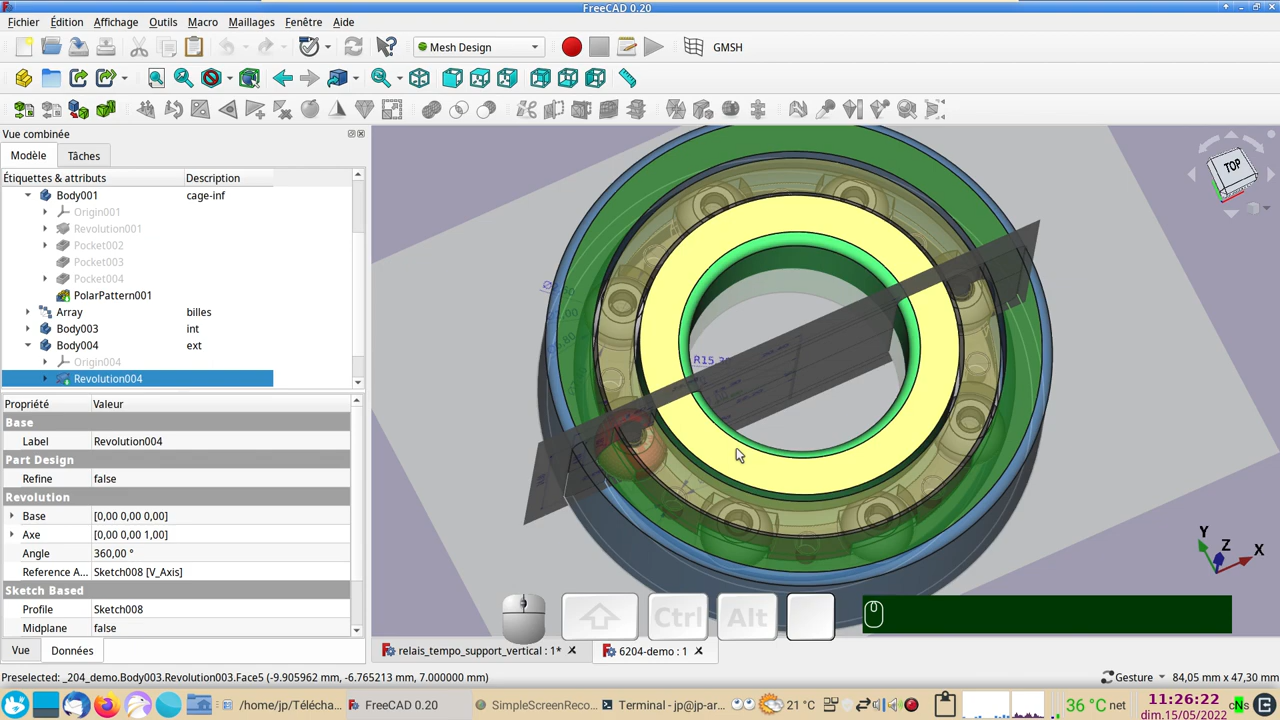 FreeCAD 0.20
Fichier Édition Affichage Outils Macro Maillages Fenêtre Aide
Mesh Design
GMSH
Vue combinée
Modèle Tâches
Étiquettes & attributs Description
Body001 cage-inf
Origin001
Revolution001
Pocket002
Pocket003
Pocket004
PolarPattern001
Array billes
Body003 int
Body004 ext
Origin004
Revolution004
Propriété Valeur
Base
Label Revolution004
Part Design
Refine false
Revolution
Base [0,00 0,00 0,00]
Axe [0,00 0,00 1,00]
Angle 360,00 °
Reference A... Sketch008 [V_Axis]
Sketch Based
Profile Sketch008
Midplane false
Vue Données
TOP
Y
Z
X
Ctrl Alt
relais_tempo_support_vertical : 1*
6204-demo : 1
Preselected: _204_demo.Body003.Revolution003.Face5 (-9.905962 mm, -6.765213 mm, 7.000000 mm)
Gesture 84,05 mm x 47,30 mm
/home/jp/Télécha...
FreeCAD 0.20
SimpleScreenReco...
Terminal - jp@jp-ar...
21 °C
36 °C net
11:26:22
dim.15/05/2022